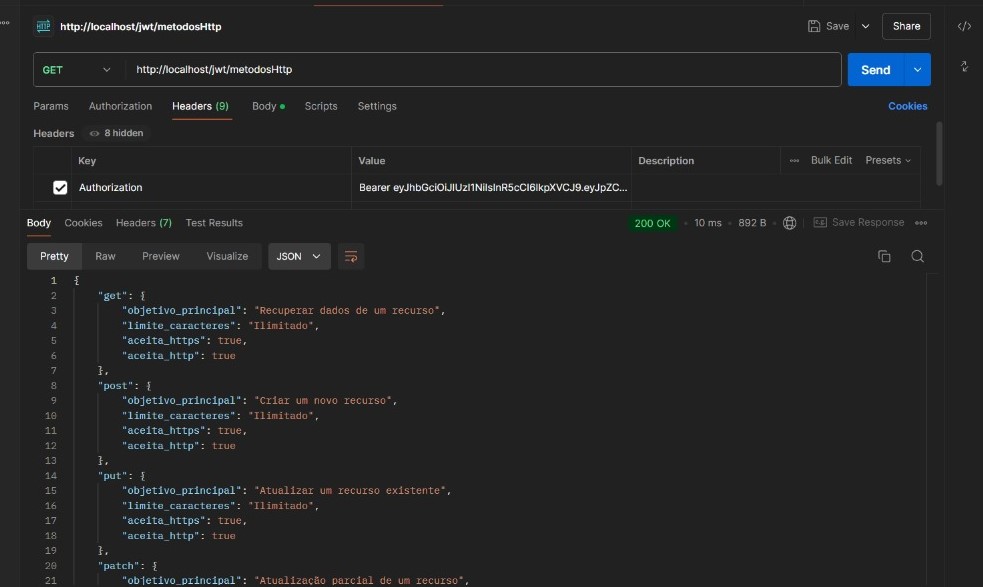 HTTP http://localhost/jwt/metodosHttp Save Share
GET http://localhost/jwt/metodosHttp Send
Params Authorization Headers (9) Body Scripts Settings Cookies
Headers 8 hidden
Key Value Description Bulk Edit Presets
Authorization Bearer eyJhbGciOiJIUzI1NiIsInR5cCI6IkpXVCJ9.eyJpZC...
Body Cookies Headers (7) Test Results 200 OK 10 ms 892 B Save Response
Pretty Raw Preview Visualize JSON
1 {
2 "get": {
3 "objetivo_principal": "Recuperar dados de um recurso",
4 "limite_caracteres": "Ilimitado",
5 "aceita_https": true,
6 "aceita_http": true
7 },
8 "post": {
9 "objetivo_principal": "Criar um novo recurso",
10 "limite_caracteres": "Ilimitado",
11 "aceita_https": true,
12 "aceita_http": true
13 },
14 "put": {
15 "objetivo_principal": "Atualizar um recurso existente",
16 "limite_caracteres": "Ilimitado",
17 "aceita_https": true,
18 "aceita_http": true
19 },
20 "patch": {
21 "objetivo_principal": "Atualização parcial de um recurso",